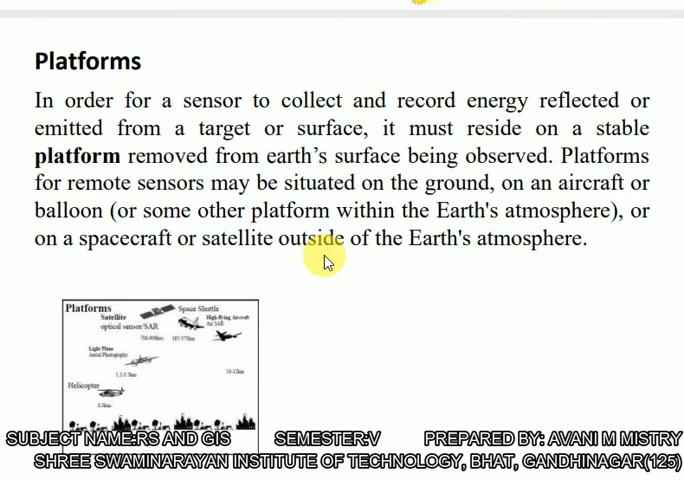 Platforms
In order for a sensor to collect and record energy reflected or
emitted from a target or surface, it must reside on a stable
platform removed from earth's surface being observed. Platforms
for remote sensors may be situated on the ground, on an aircraft or
balloon (or some other platform within the Earth's atmosphere), or
on a spacecraft or satellite outside of the Earth's atmosphere.
Platforms
Space Shuttle
Satellite
High-flying Aircraft
optical sensor/SAR
Air SAR
185-575km
Light Plane
Aerial Photography
10-12km
Helicopter
SUBJECT NAME:RS AND GIS SEMESTER:V PREPARED BY: AVANI M MISTRY
SHREE SWAMINARAYAN INSTITUTE OF TECHNOLOGY, BHAT, GANDHINAGAR(125)